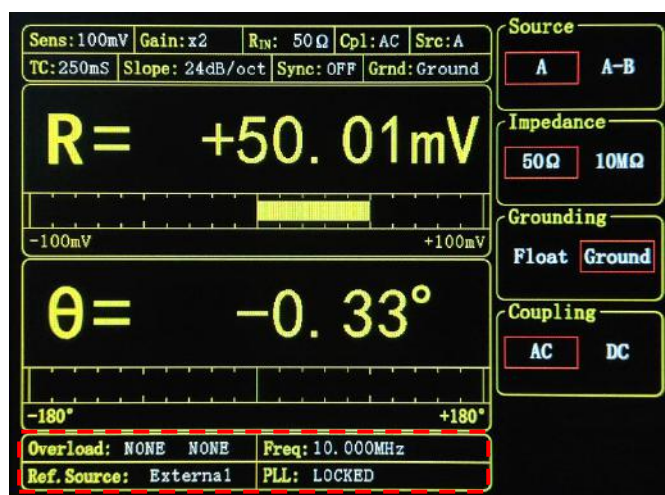 Sens:100mV Gain:x2 RIN: 50Ω Cpl:AC Src:A
TC:250mS Slope:24dB/oct Sync:OFF Grnd:Ground
R= +50.01mV
-100mV +100mV
θ= -0.33°
-180° +180°
Overload: NONE NONE Freq:10.000MHz
Ref.Source: External PLL: LOCKED
Source
A A-B
Impedance
50Ω 10MΩ
Grounding
Float Ground
Coupling
AC DC